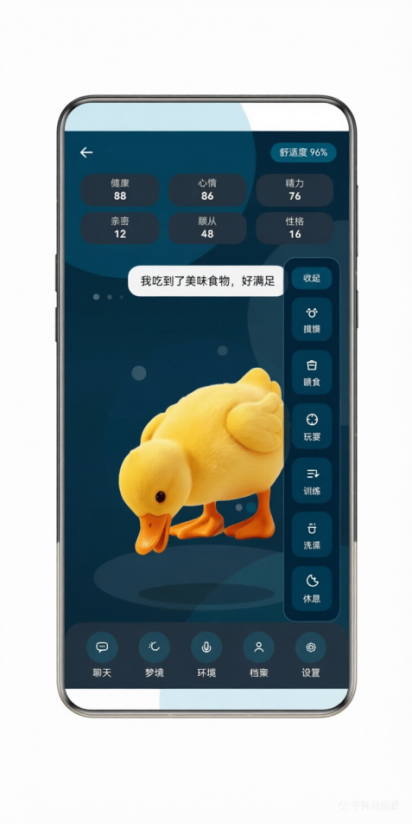 舒适度 96%
健康 心情 精力
88 86 76
亲密 顺从 性格
12 48 16
我吃到了美味食物，好满足
收起
摸摸
喂食
玩耍
训练
洗澡
休息
聊天 梦境 环境 档案 设置